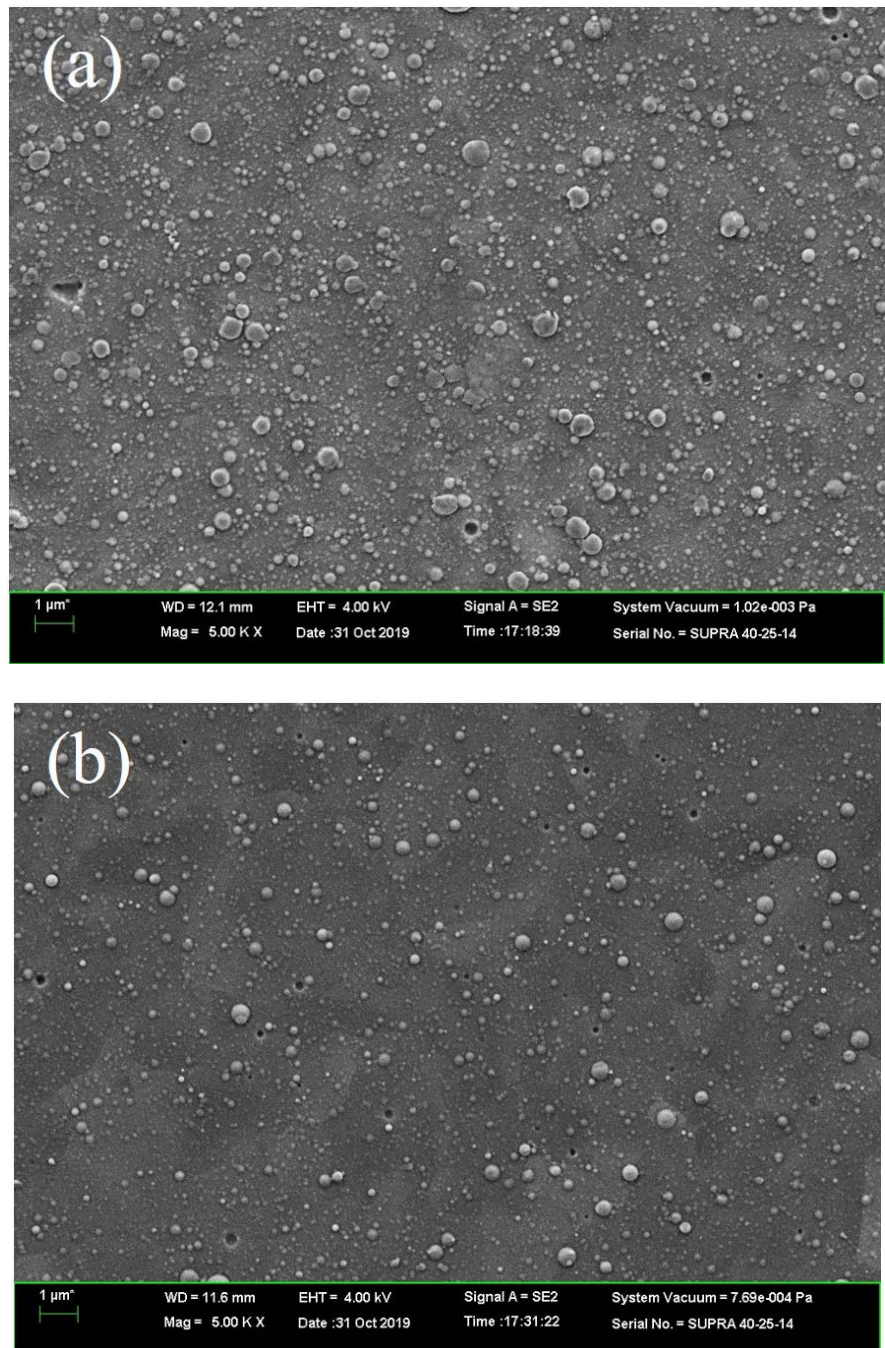 (a)
1 µm* WD = 12.1 mm EHT = 4.00 kV Signal A = SE2 System Vacuum = 1.02e-003 Pa
Mag = 5.00 K X Date :31 Oct 2019 Time :17:18:39 Serial No. = SUPRA 40-25-14
(b)
1 µm* WD = 11.6 mm EHT = 4.00 kV Signal A = SE2 System Vacuum = 7.69e-004 Pa
Mag = 5.00 K X Date :31 Oct 2019 Time :17:31:22 Serial No. = SUPRA 40-25-14